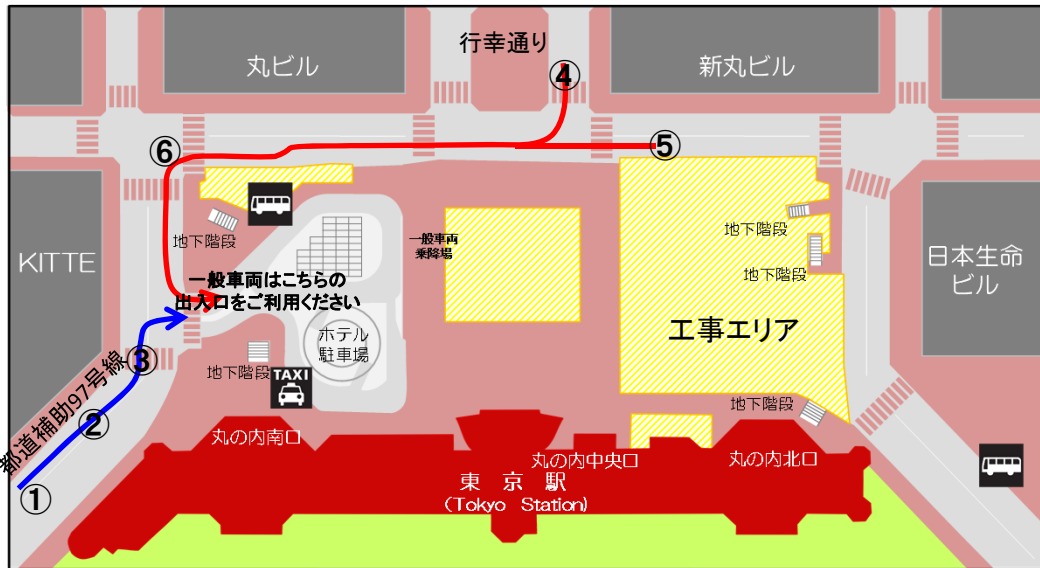 行幸通り
丸ビル
新丸ビル
④
⑤
⑥
地下階段
一般車両
乗降場
地下階段
地下階段
KITTE
日本生命
ビル
一般車両はこちらの
出入口をご利用ください
工事エリア
ホテル
駐車場
③
都道補助97号線
地下階段
TAXI
地下階段
②
丸の内南口
丸の内中央口
丸の内北口
東京駅
(Tokyo Station)
①